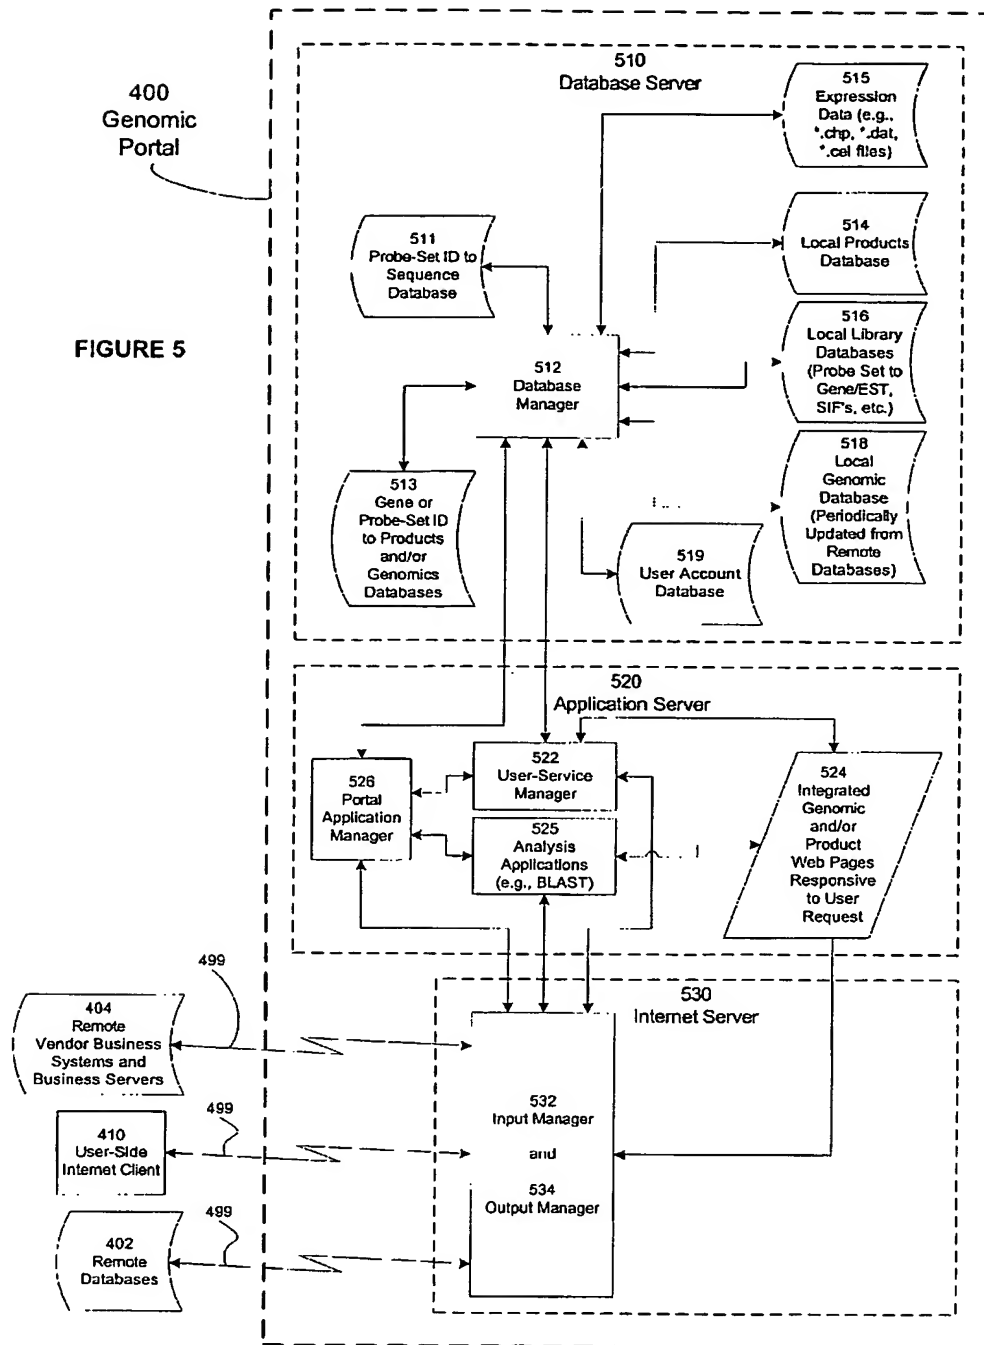 400
Genomic
Portal
FIGURE 5
510
Database Server
515
Expression
Data (e.g.,
*.chp, *.dat,
*.cel files)
511
Probe-Set ID to
Sequence
Database
514
Local Products
Database
512
Database
Manager
516
Local Library
Databases
(Probe Set to
Gene/EST,
SIF's, etc.)
513
Gene or
Probe-Set ID
to Products
and/or
Genomics
Databases
518
Local
Genomic
Database
(Periodically
Updated from
Remote
Databases)
519
User Account
Database
520
Application Server
526
Portal
Application
Manager
522
User-Service
Manager
525
Analysis
Applications
(e.g., BLAST)
524
Integrated
Genomic
and/or
Product
Web Pages
Responsive
to User
Request
530
Internet Server
499
404
Remote
Vendor Business
Systems and
Business Servers
499
410
User-Side
Internet Client
499
402
Remote
Databases
532
Input Manager
and
534
Output Manager